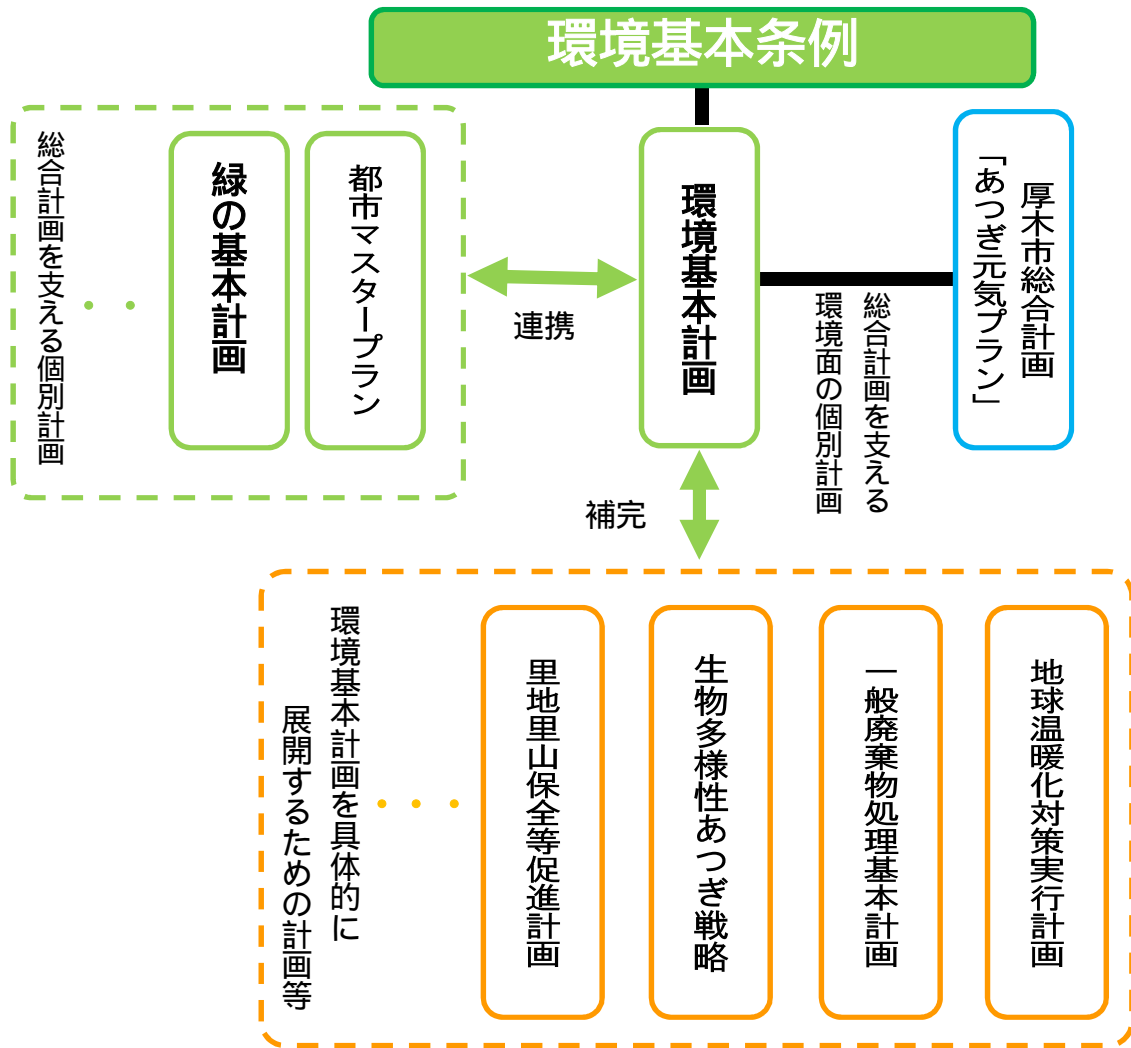 環境基本条例
厚木市総合計画
「あつぎ元気プラン」
総合計画を支える
環境面の個別計画
環境基本計画
連携
都市マスタープラン
緑の基本計画
・・
総合計画を支える個別計画
補完
地球温暖化対策実行計画
一般廃棄物処理基本計画
生物多様性あつぎ戦略
里地里山保全等促進計画
・・・
環境基本計画を具体的に
展開するための計画等